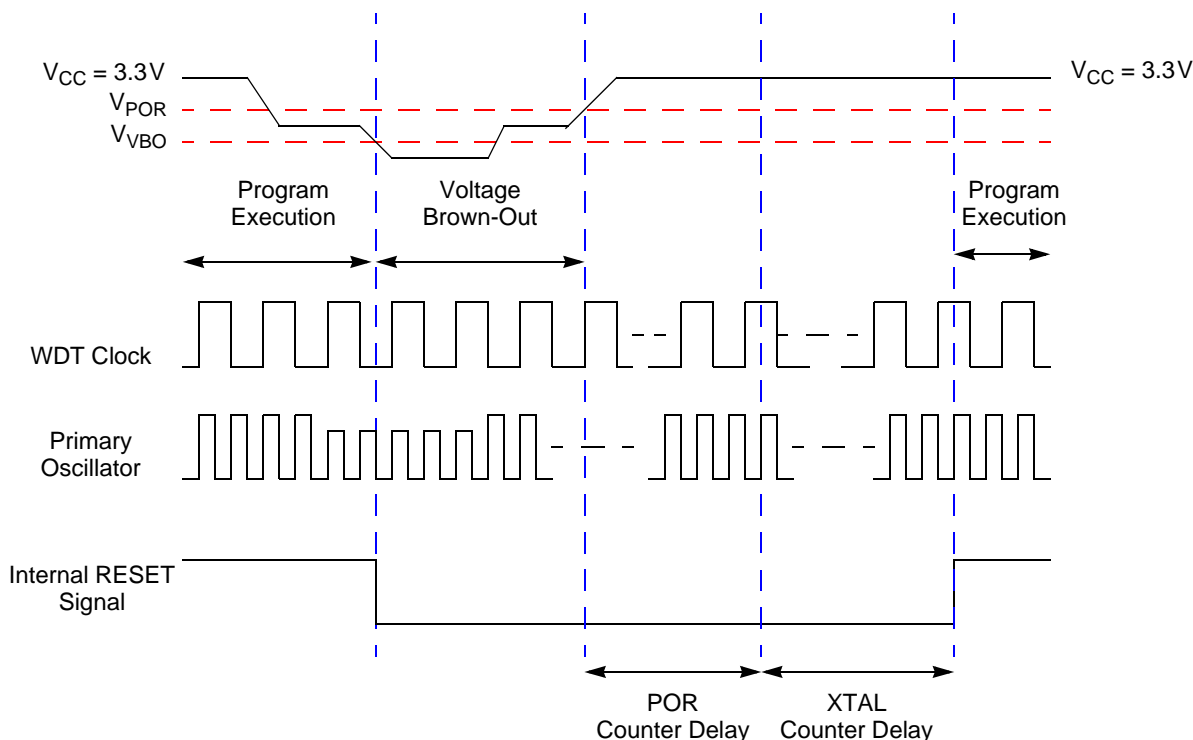 VCC = 3.3V
VCC = 3.3V
VPOR
VVBO
Program
Execution
Voltage
Brown-Out
Program
Execution
WDT Clock
Primary
Oscillator
Internal RESET
Signal
POR
Counter Delay
XTAL
Counter Delay